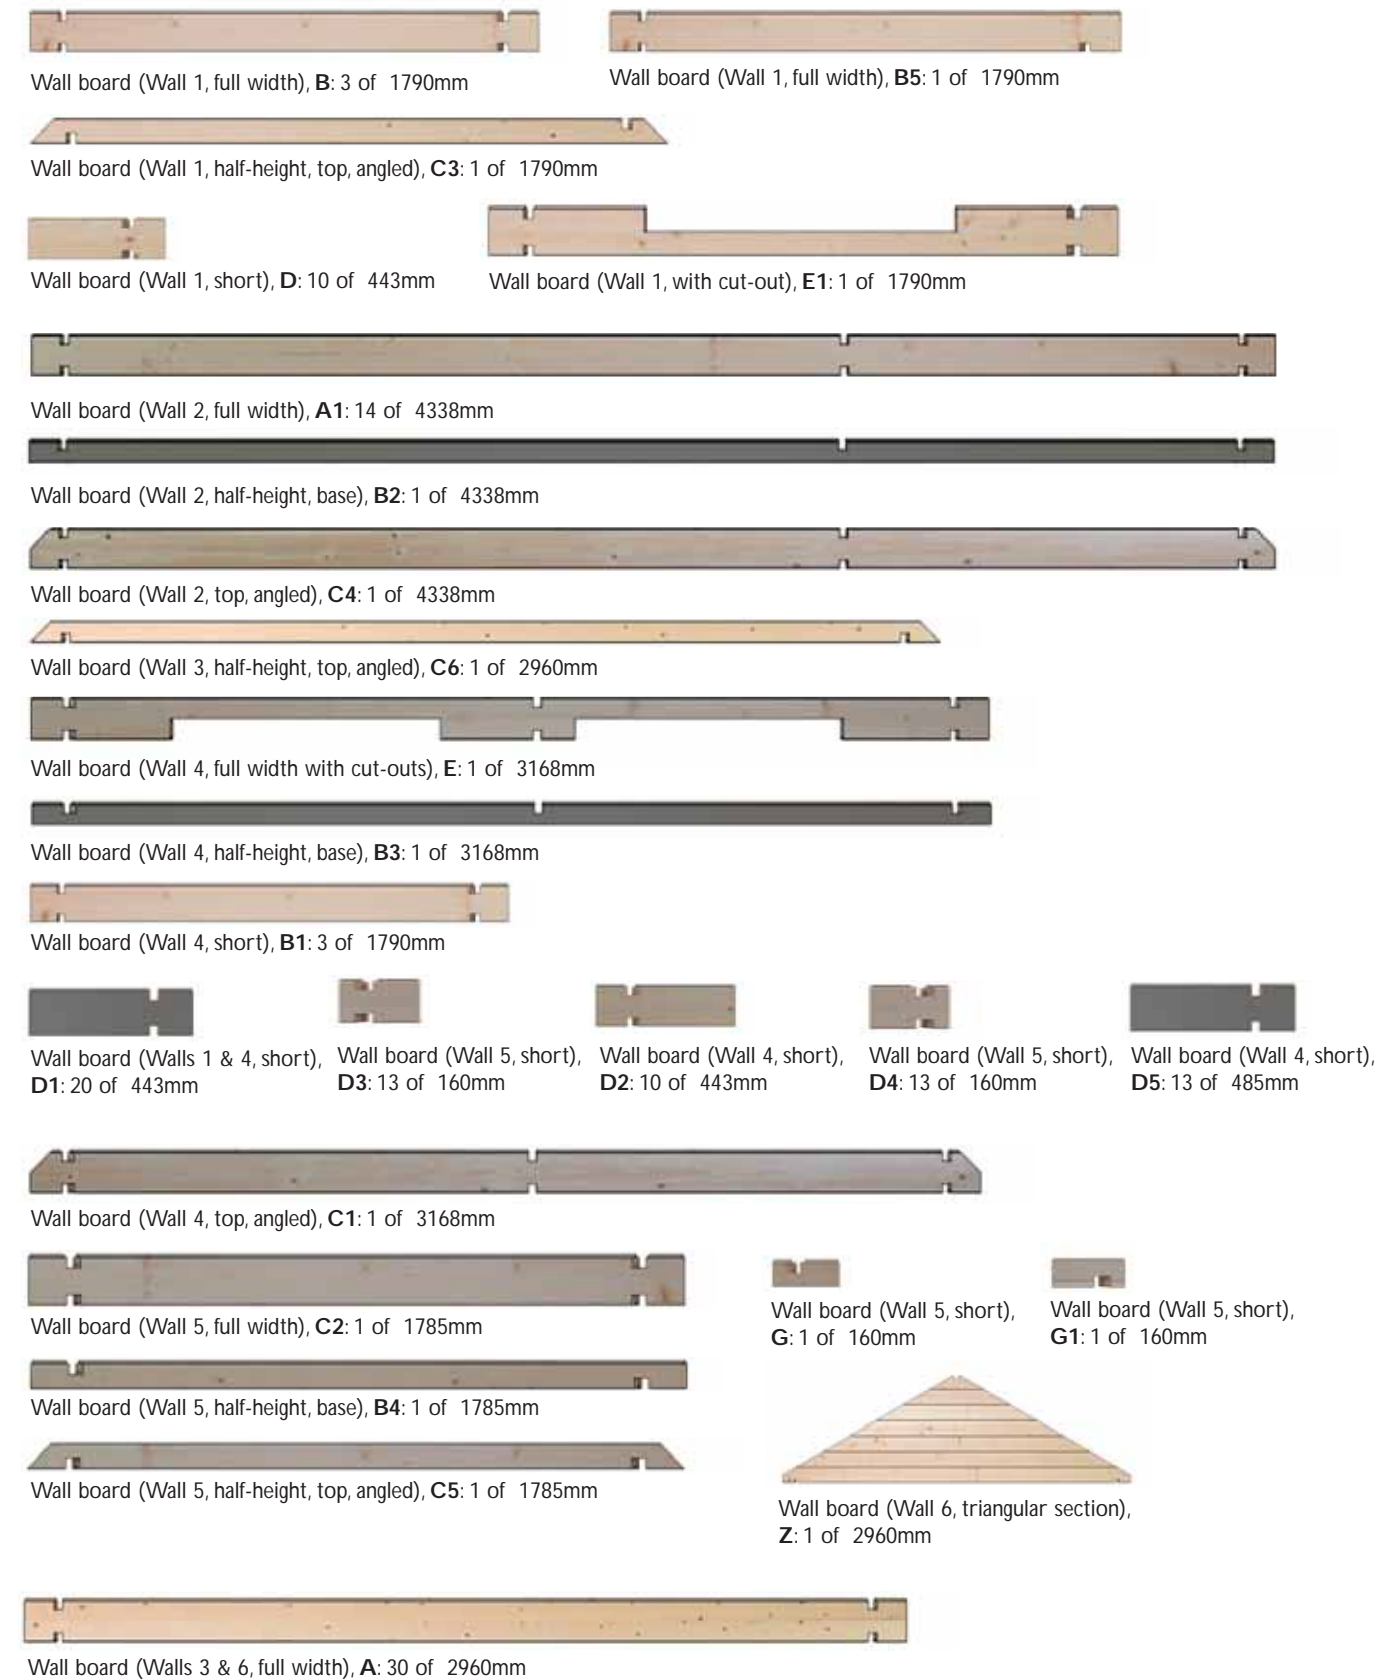 Wall board (Wall 1, full width), B: 3 of 1790mm
Wall board (Wall 1, full width), B5: 1 of 1790mm
Wall board (Wall 1, half-height, top, angled), C3: 1 of 1790mm
Wall board (Wall 1, short), D: 10 of 443mm
Wall board (Wall 1, with cut-out), E1: 1 of 1790mm
Wall board (Wall 2, full width), A1: 14 of 4338mm
Wall board (Wall 2, half-height, base), B2: 1 of 4338mm
Wall board (Wall 2, top, angled), C4: 1 of 4338mm
Wall board (Wall 3, half-height, top, angled), C6: 1 of 2960mm
Wall board (Wall 4, full width with cut-outs), E: 1 of 3168mm
Wall board (Wall 4, half-height, base), B3: 1 of 3168mm
Wall board (Wall 4, short), B1: 3 of 1790mm
Wall board (Walls 1 & 4, short),
D1: 20 of 443mm
Wall board (Wall 5, short),
D3: 13 of 160mm
Wall board (Wall 4, short),
D2: 10 of 443mm
Wall board (Wall 5, short),
D4: 13 of 160mm
Wall board (Wall 4, short),
D5: 13 of 485mm
Wall board (Wall 4, top, angled), C1: 1 of 3168mm
Wall board (Wall 5, full width), C2: 1 of 1785mm
Wall board (Wall 5, short),
G: 1 of 160mm
Wall board (Wall 5, short),
G1: 1 of 160mm
Wall board (Wall 5, half-height, base), B4: 1 of 1785mm
Wall board (Wall 5, half-height, top, angled), C5: 1 of 1785mm
Wall board (Wall 6, triangular section),
Z: 1 of 2960mm
Wall board (Walls 3 & 6, full width), A: 30 of 2960mm